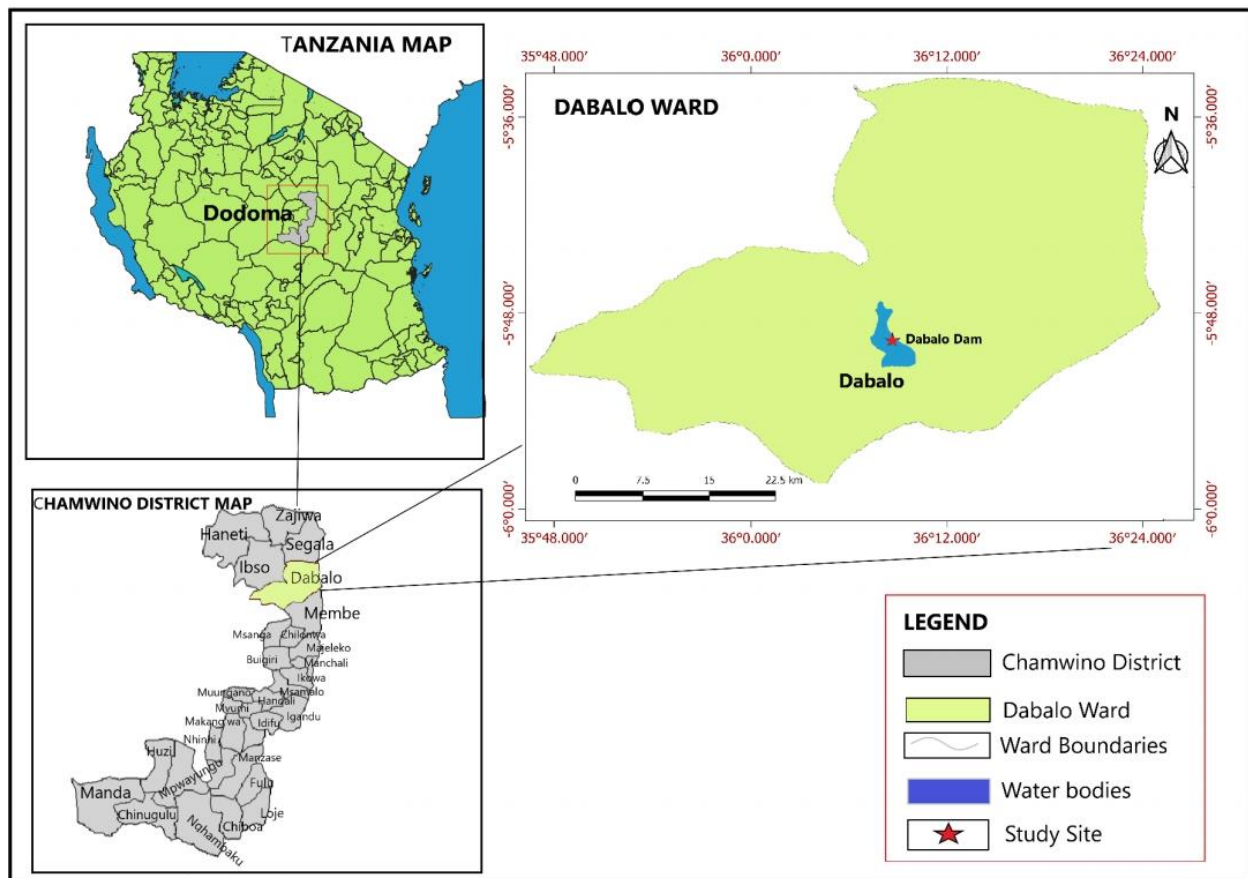 TANZANIA MAP
Dodoma
35°48.000' 36°0.000' 36°12.000' 36°24.000'
DABALO WARD
N
-5°36.000'
-5°36.000'
-5°48.000'
-5°48.000'
Dabalo Dam
Dabalo
0 7.5 15 22.5 km
-6°0.000'
-6°0.000'
35°48.000' 36°0.000' 36°12.000' 36°24.000'
CHAMWINO DISTRICT MAP
Zajiwa
Haneti
Segala
Ibso
Dabalo
Membe
Msanga
Chilonwa
Majeleko
Buigiri
Manchali
Ikowa
Muungano
Msamalo
Handali
Mvumi
Igandu
Makang'wa
Idifu
Nhinhi
Huzi
Manzase
Mpwayungu
Fulu
Manda
Loje
Chinugulu
Nghambaku
Chiboa
LEGEND
Chamwino District
Dabalo Ward
Ward Boundaries
Water bodies
Study Site